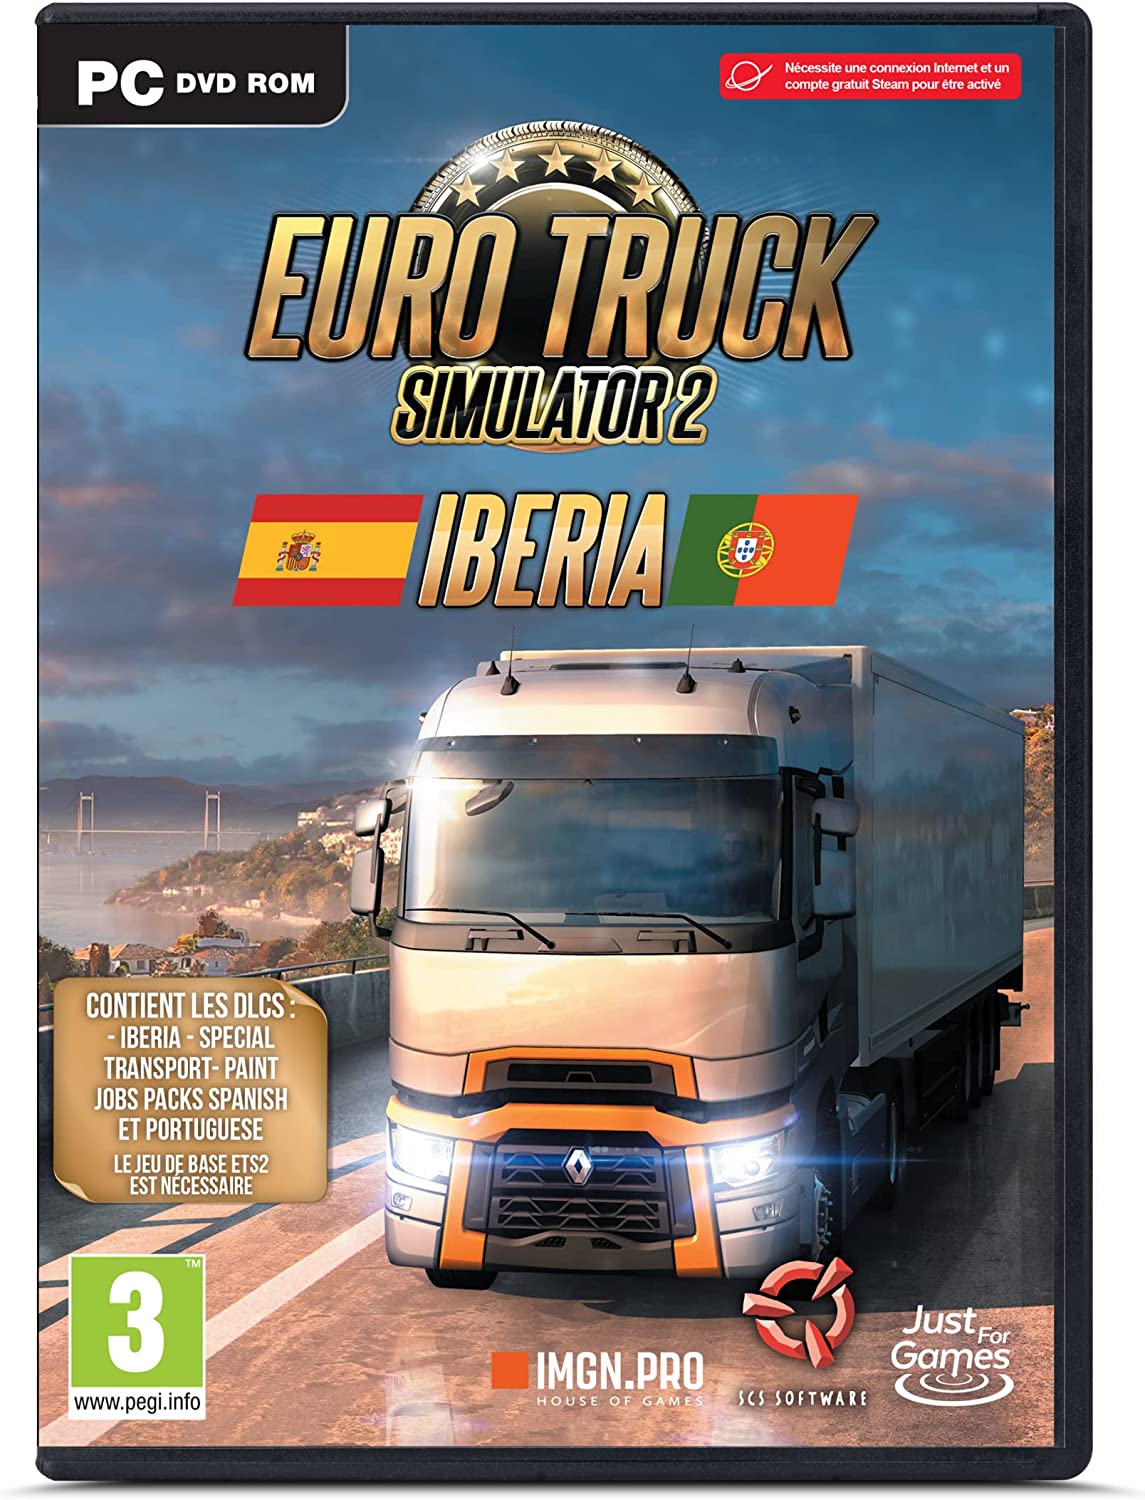 PC DVD ROM
Nécessite une connexion Internet et un
compte gratuit Steam pour être activé
EURO TRUCK
SIMULATOR 2
IBERIA
CONTIENT LES DLCS :
- IBERIA - SPECIAL
TRANSPORT- PAINT
JOBS PACKS SPANISH
ET PORTUGUESE
LE JEU DE BASE ETS2
EST NÉCESSAIRE
3™
www.pegi.info
IMGN.PRO
HOUSE OF GAMES
SCS SOFTWARE
Just
For
Games